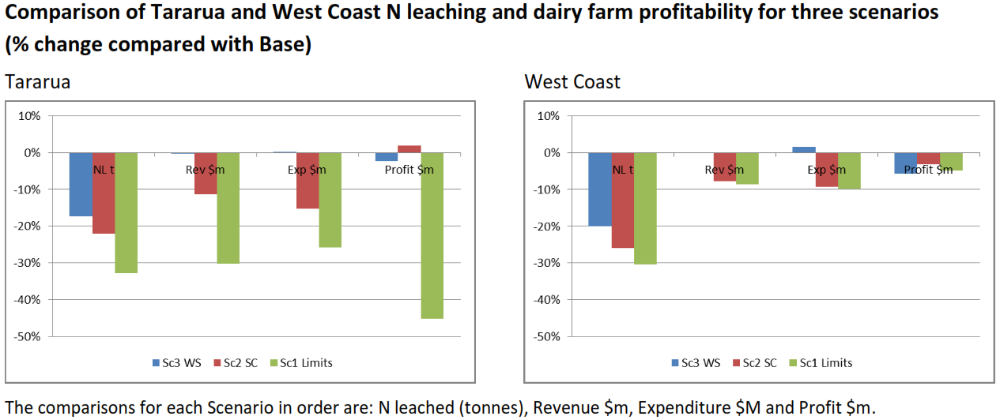 Comparison of Tararua and West Coast N leaching and dairy farm profitability for three scenarios
(% change compared with Base)
Tararua
10%
0%
-10%
-20%
-30%
-40%
-50%
NL t
Rev $m
Exp $m
Profit $m
Sc3 WS
Sc2 SC
Sc1 Limits
West Coast
10%
0%
-10%
-20%
-30%
-40%
-50%
NL t
Rev $m
Exp $m
Profit $m
Sc3 WS
Sc2 SC
Sc1 Limits
The comparisons for each Scenario in order are: N leached (tonnes), Revenue $m, Expenditure $M and Profit $m.